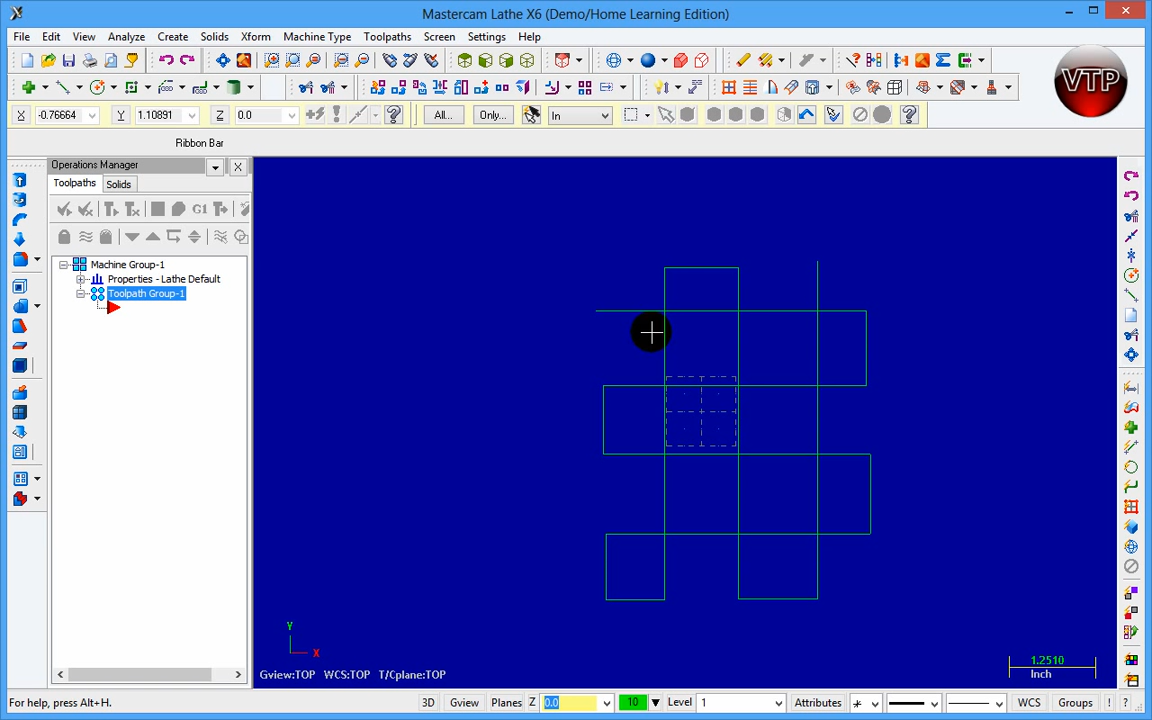 Mastercam Lathe X6 (Demo/Home Learning Edition)
File Edit View Analyze Create Solids Xform Machine Type Toolpaths Screen Settings Help
VTP
X -0.76664 Y 1.10891 Z 0.0 All... Only... In
Ribbon Bar
Operations Manager
Toolpaths Solids
G1
Machine Group-1
Properties - Lathe Default
Toolpath Group-1
Y
X
Gview:TOP WCS:TOP T/Cplane:TOP
1.2510
Inch
For help, press Alt+H.
3D Gview Planes Z 0.0 10 Level 1 Attributes WCS Groups ! ?